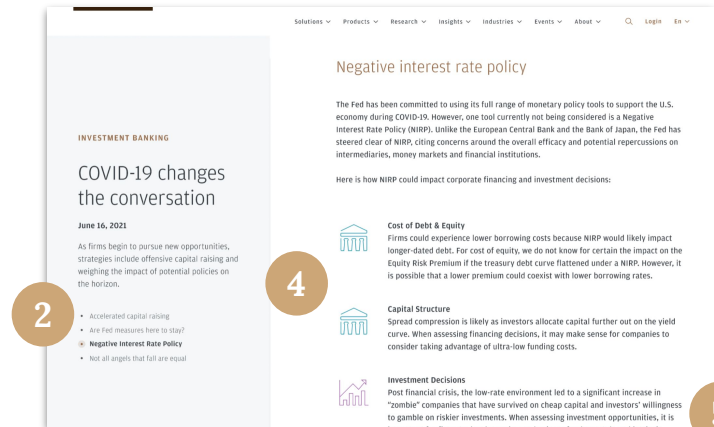 Solutions Products Research Insights Industries Events About Login En
Negative interest rate policy
The Fed has been committed to using its full range of monetary policy tools to support the U.S.
economy during COVID-19. However, one tool currently not being considered is a Negative
Interest Rate Policy (NIRP). Unlike the European Central Bank and the Bank of Japan, the Fed has
steered clear of NIRP, citing concerns around the overall efficacy and potential repercussions on
intermediaries, money markets and financial institutions.
Here is how NIRP could impact corporate financing and investment decisions:
INVESTMENT BANKING
COVID-19 changes
the conversation
June 16, 2021
As firms begin to pursue new opportunities,
strategies include offensive capital raising and
weighing the impact of potential policies on
the horizon.
2
• Accelerated capital raising
• Are Fed measures here to stay?
• Negative Interest Rate Policy
• Not all angels that fall are equal
4
Cost of Debt & Equity
Firms could experience lower borrowing costs because NIRP would likely impact
longer-dated debt. For cost of equity, we do not know for certain the impact on the
Equity Risk Premium if the treasury debt curve flattened under a NIRP. However, it
is possible that a lower premium could coexist with lower borrowing rates.
Capital Structure
Spread compression is likely as investors allocate capital further out on the yield
curve. When assessing financing decisions, it may make sense for companies to
consider taking advantage of ultra-low funding costs.
Investment Decisions
Post financial crisis, the low-rate environment led to a significant increase in
"zombie" companies that have survived on cheap capital and investors' willingness
to gamble on riskier investments. When assessing investment opportunities, it is